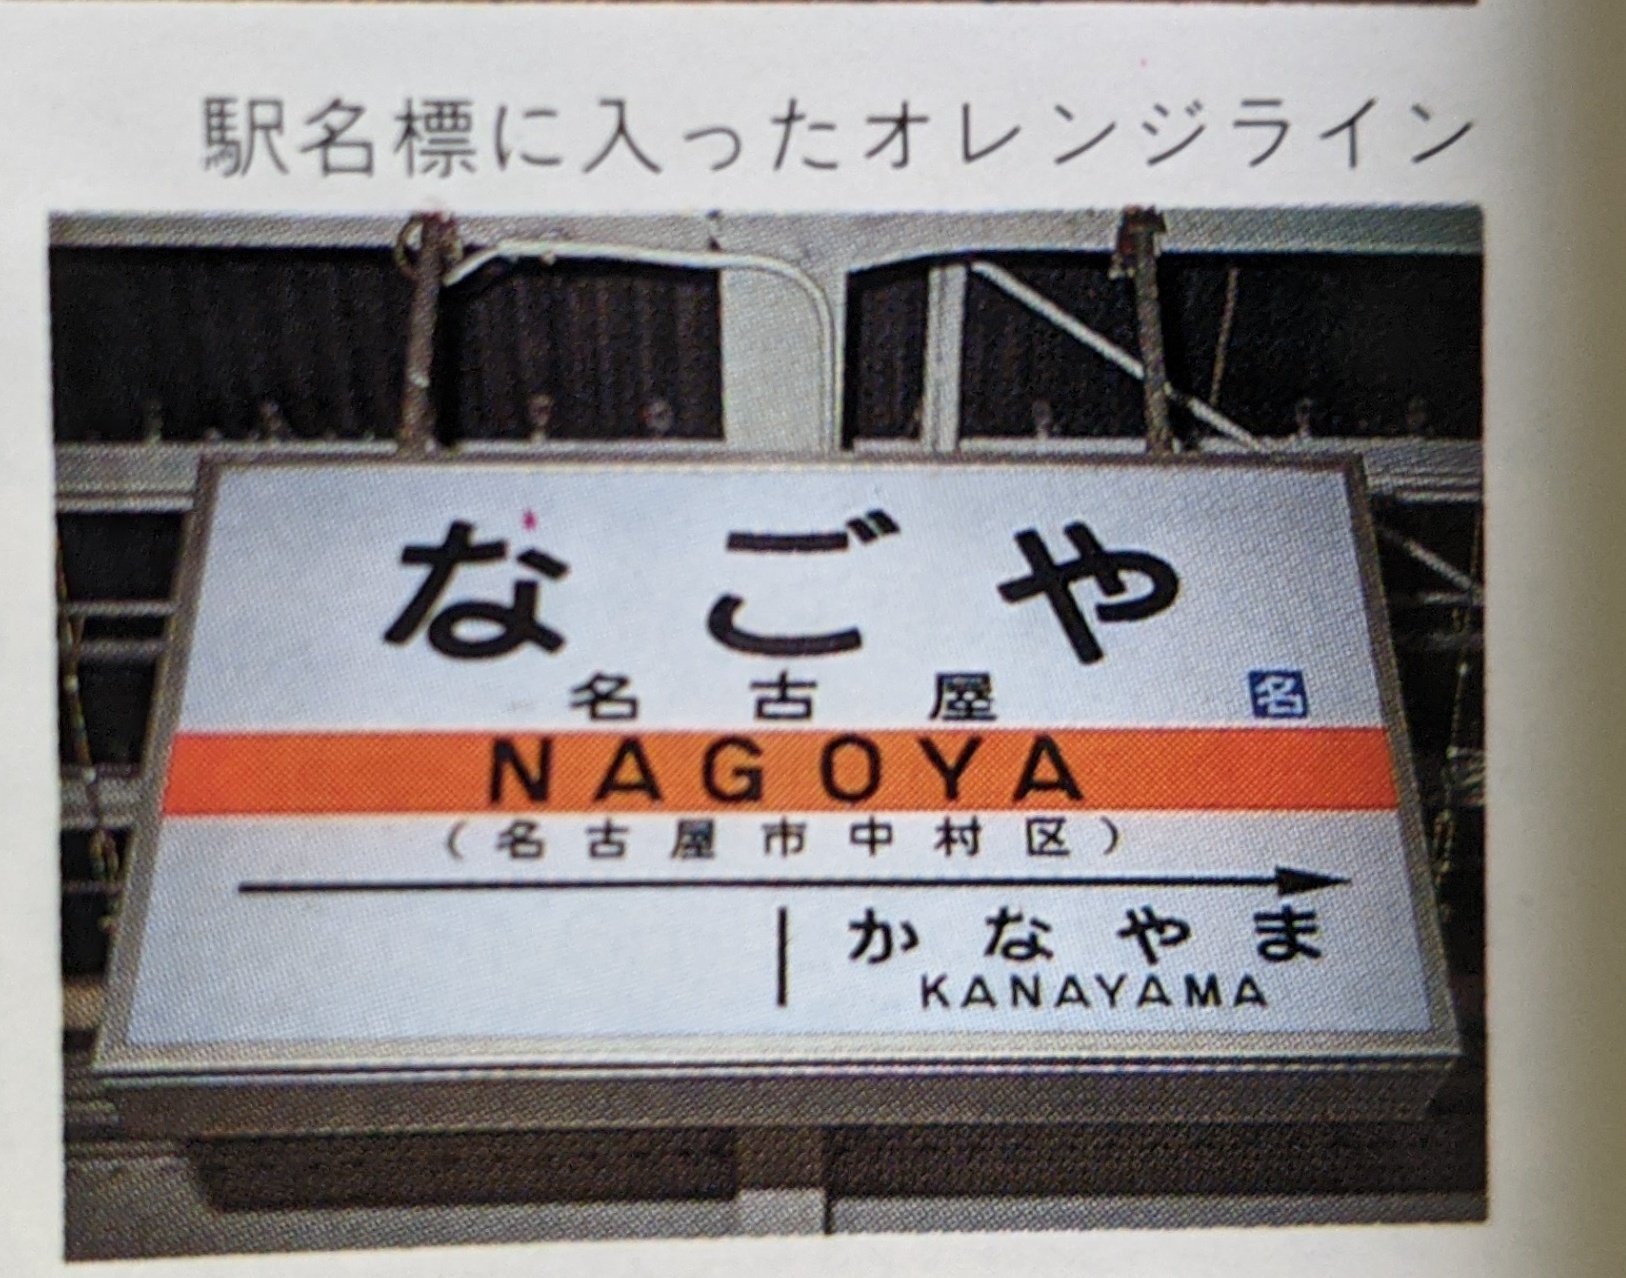 駅名標に入ったオレンジライン
なごや
名古屋 名
NAGOYA
(名古屋市中村区)
かなやま
KANAYAMA